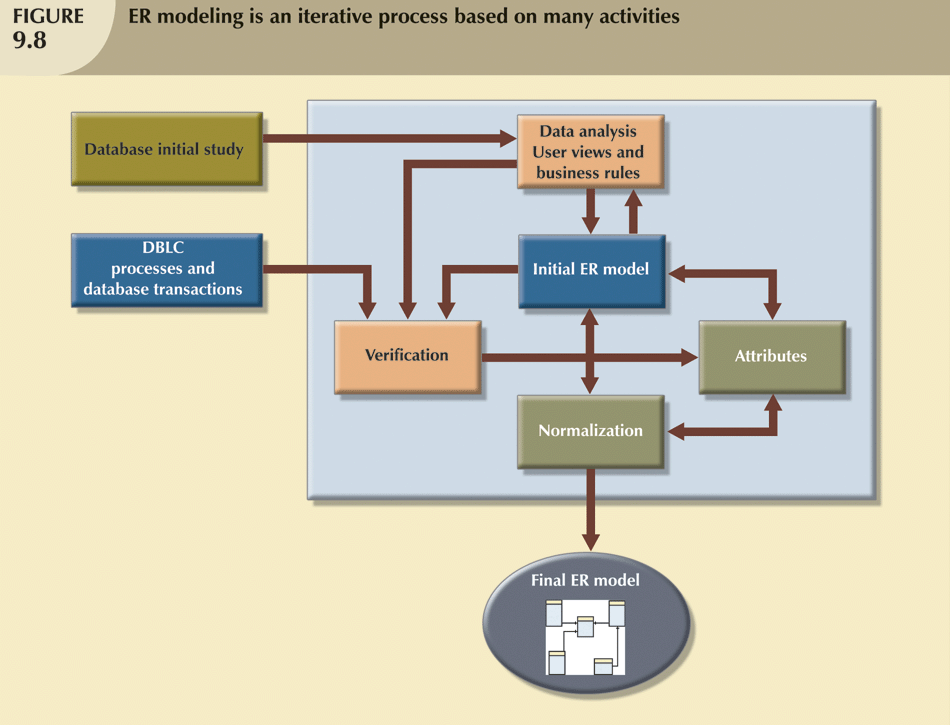 FIGURE
9.8
ER modeling is an iterative process based on many activities
Database initial study
Data analysis
User views and
business rules
DBLC
processes and
database transactions
Initial ER model
Verification
Attributes
Normalization
Final ER model